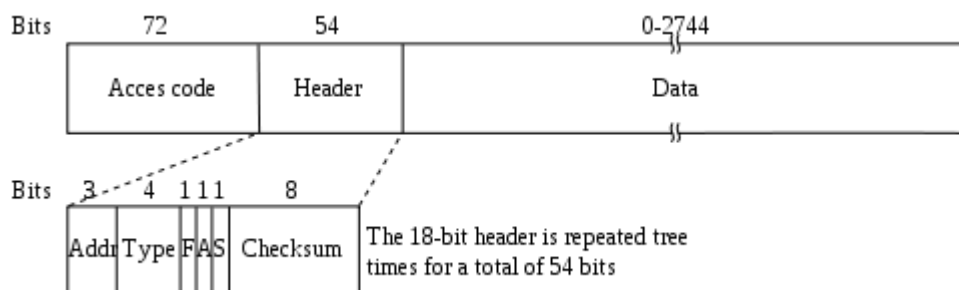 Bits 72 54 0-2744
Acces code Header Data
Bits 3 4 1 1 1 8
Addr Type F A S Checksum
The 18-bit header is repeated tree
times for a total of 54 bits